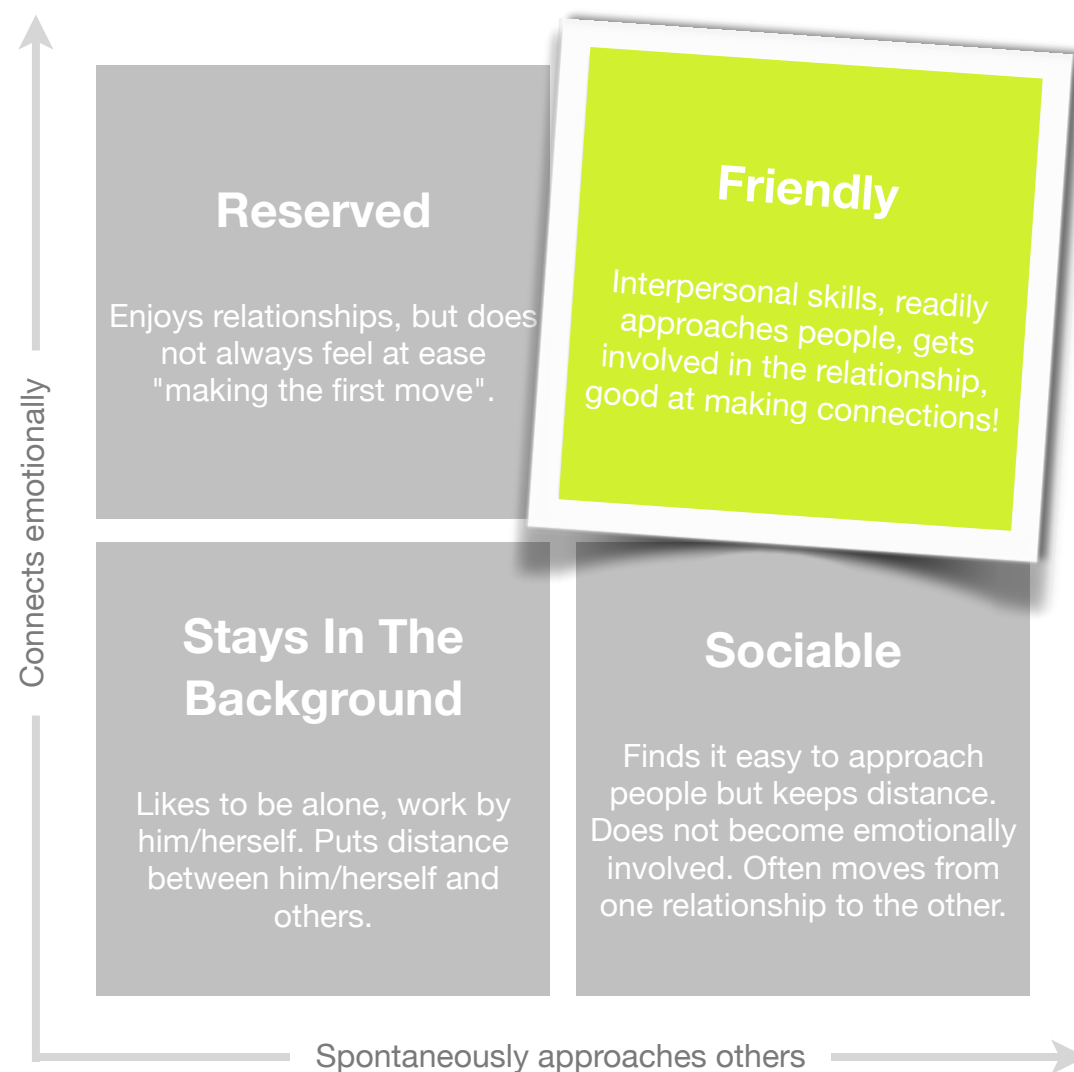 Connects emotionally
Reserved
Enjoys relationships, but does
not always feel at ease
"making the first move".
Friendly
Interpersonal skills, readily
approaches people, gets
involved in the relationship,
good at making connections!
Stays In The
Background
Likes to be alone, work by
him/herself. Puts distance
between him/herself and
others.
Sociable
Finds it easy to approach
people but keeps distance.
Does not become emotionally
involved. Often moves from
one relationship to the other.
Spontaneously approaches others